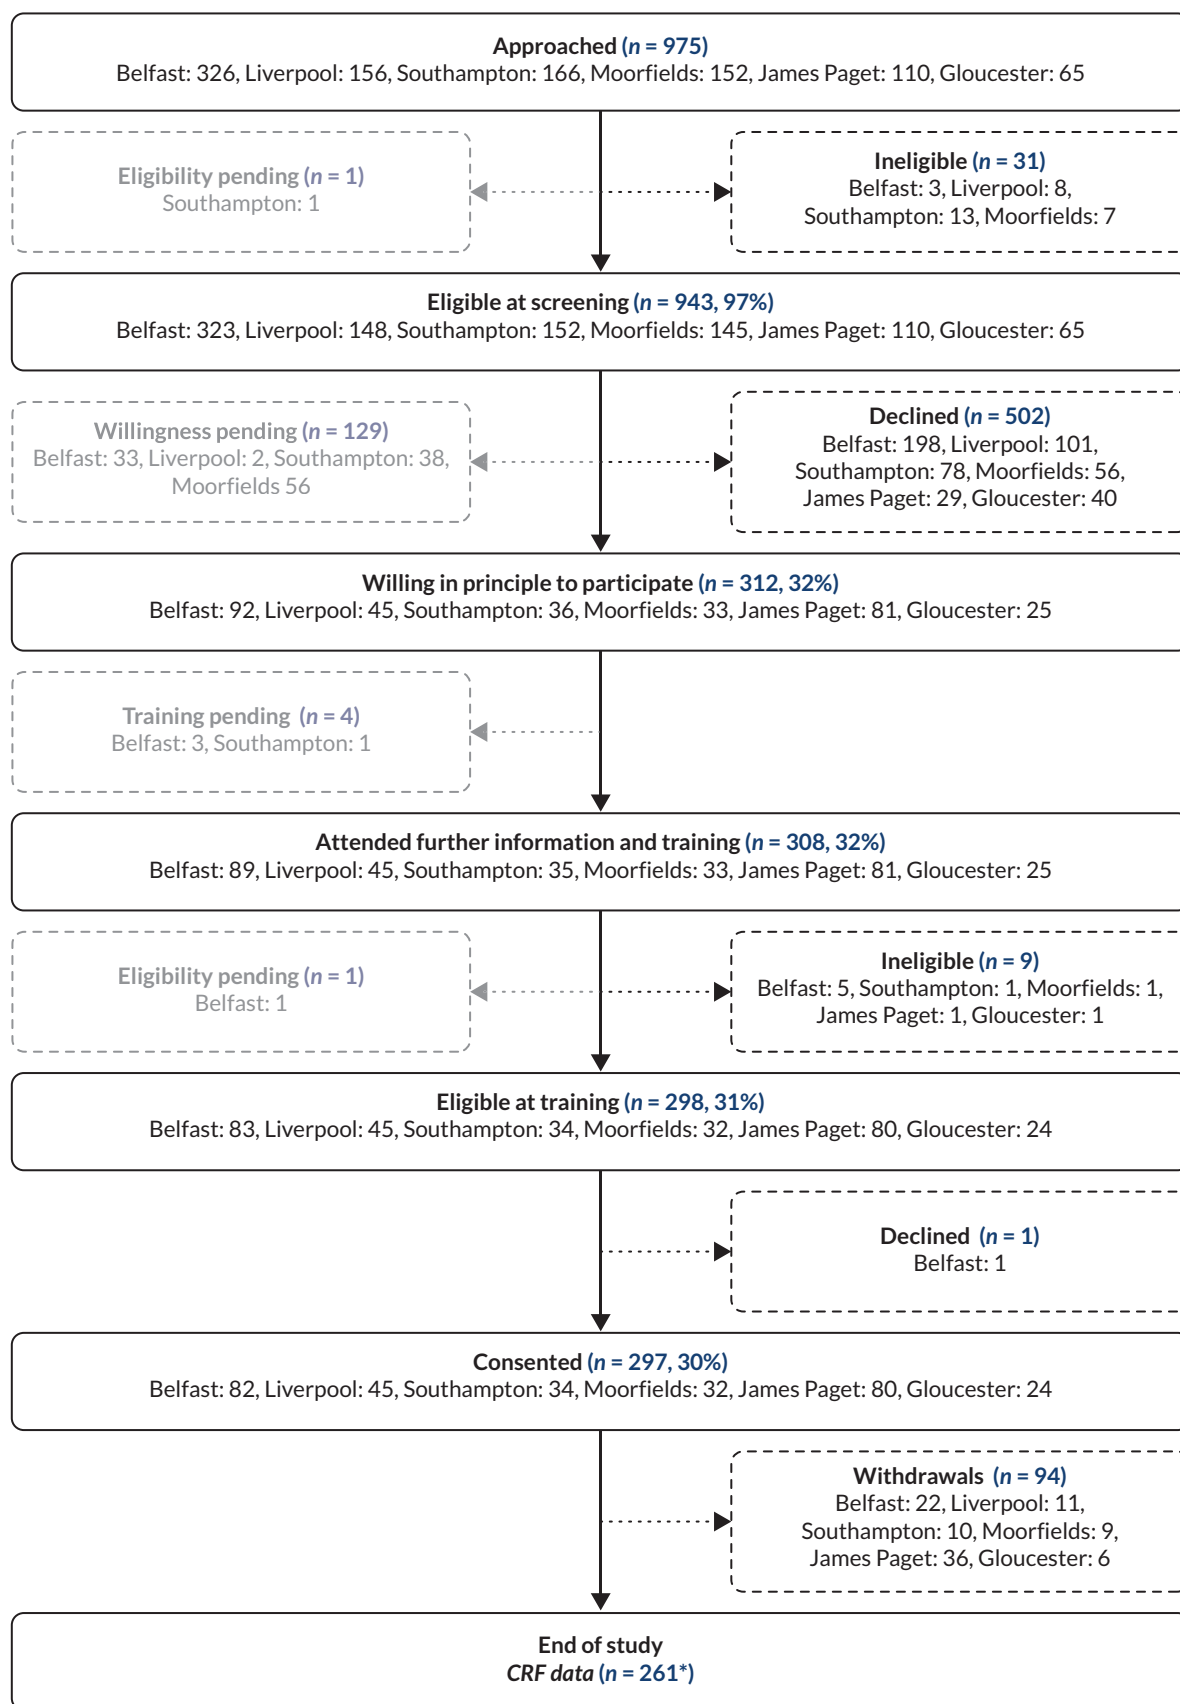 Approached (n = 975)
Belfast: 326, Liverpool: 156, Southampton: 166, Moorfields: 152, James Paget: 110, Gloucester: 65
Eligibility pending (n = 1)
Southampton: 1
Ineligible (n = 31)
Belfast: 3, Liverpool: 8,
Southampton: 13, Moorfields: 7
Eligible at screening (n = 943, 97%)
Belfast: 323, Liverpool: 148, Southampton: 152, Moorfields: 145, James Paget: 110, Gloucester: 65
Willingness pending (n = 129)
Belfast: 33, Liverpool: 2, Southampton: 38,
Moorfields 56
Declined (n = 502)
Belfast: 198, Liverpool: 101,
Southampton: 78, Moorfields: 56,
James Paget: 29, Gloucester: 40
Willing in principle to participate (n = 312, 32%)
Belfast: 92, Liverpool: 45, Southampton: 36, Moorfields: 33, James Paget: 81, Gloucester: 25
Training pending (n = 4)
Belfast: 3, Southampton: 1
Attended further information and training (n = 308, 32%)
Belfast: 89, Liverpool: 45, Southampton: 35, Moorfields: 33, James Paget: 81, Gloucester: 25
Eligibility pending (n = 1)
Belfast: 1
Ineligible (n = 9)
Belfast: 5, Southampton: 1, Moorfields: 1,
James Paget: 1, Gloucester: 1
Eligible at training (n = 298, 31%)
Belfast: 83, Liverpool: 45, Southampton: 34, Moorfields: 32, James Paget: 80, Gloucester: 24
Declined (n = 1)
Belfast: 1
Consented (n = 297, 30%)
Belfast: 82, Liverpool: 45, Southampton: 34, Moorfields: 32, James Paget: 80, Gloucester: 24
Withdrawals (n = 94)
Belfast: 22, Liverpool: 11,
Southampton: 10, Moorfields: 9,
James Paget: 36, Gloucester: 6
End of study
CRF data (n = 261*)